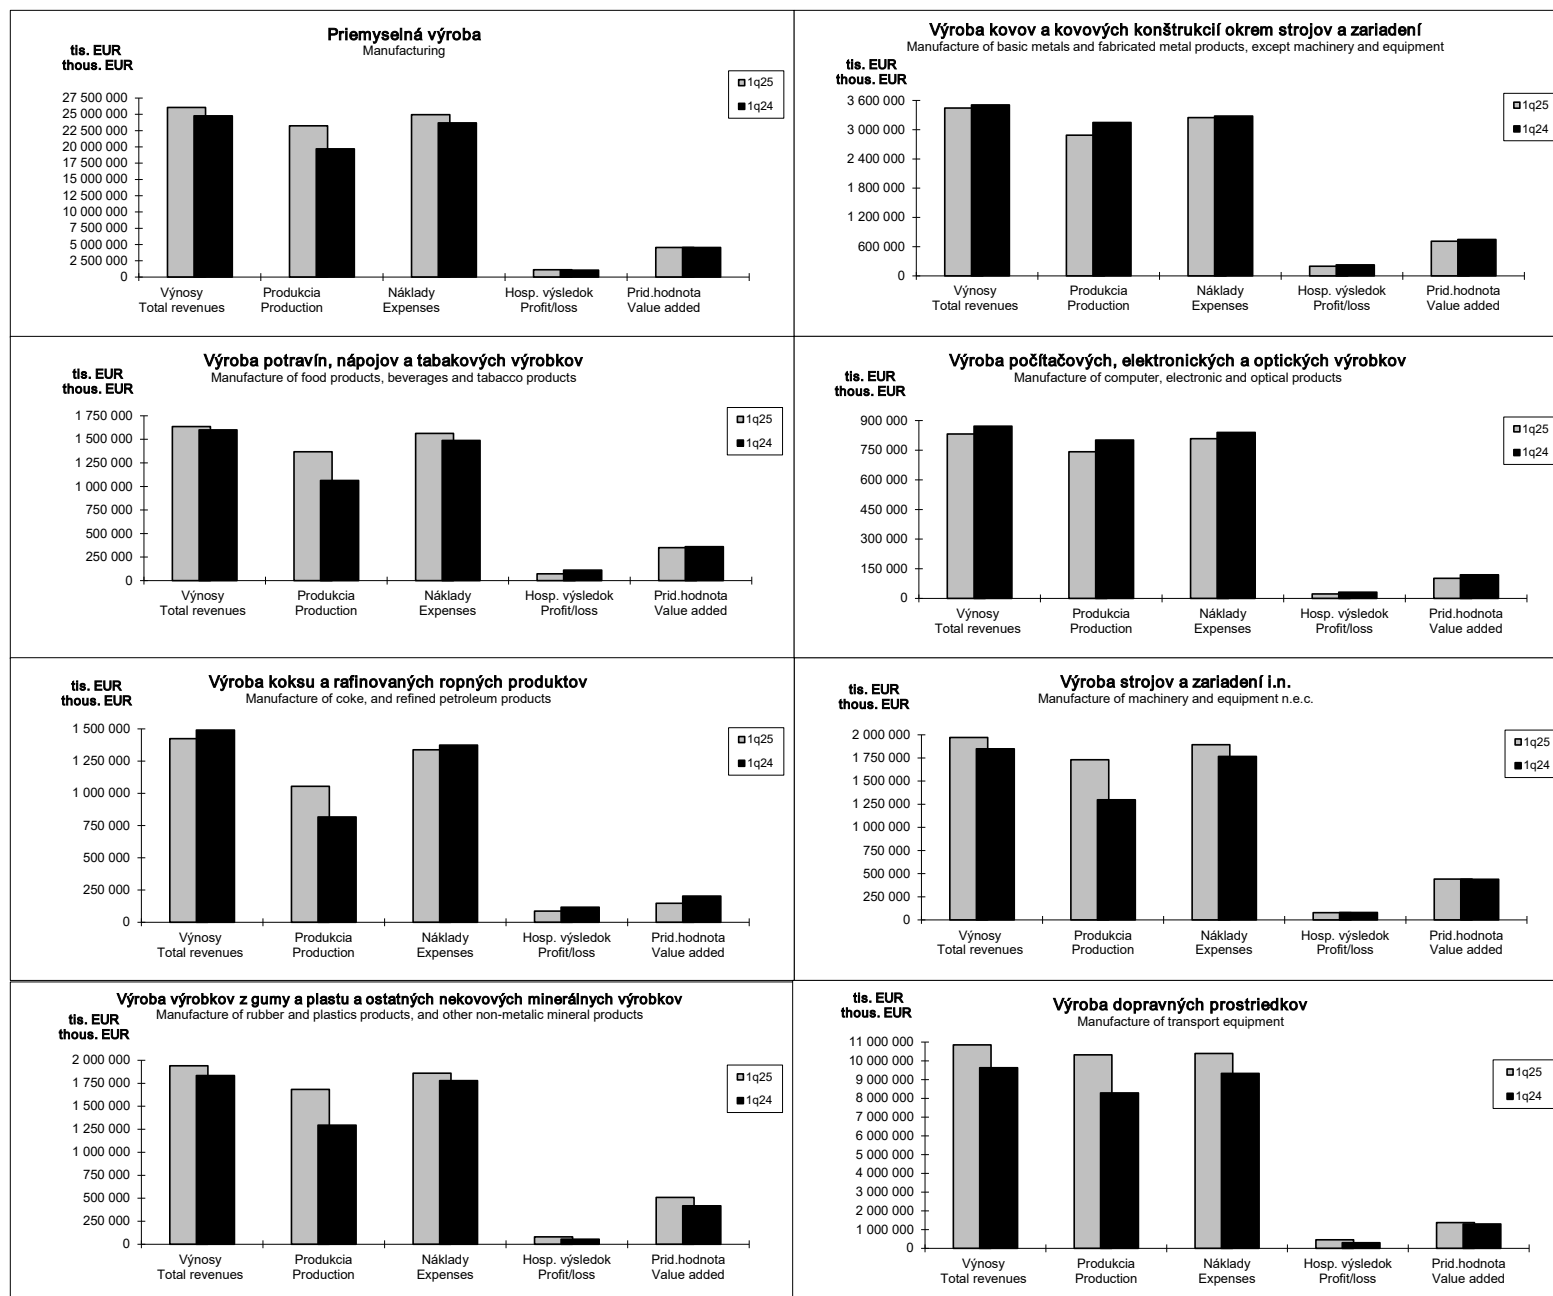 Priemyselná výroba
Manufacturing
tis. EUR
thous. EUR
1q25
1q24
27 500 000
25 000 000
22 500 000
20 000 000
17 500 000
15 000 000
12 500 000
10 000 000
7 500 000
5 000 000
2 500 000
0
Výnosy Produkcia Náklady Hosp. výsledok Prid.hodnota
Total revenues Production Expenses Profit/loss Value added
Výroba kovov a kovových konštrukcií okrem strojov a zariadení
Manufacture of basic metals and fabricated metal products, except machinery and equipment
tis. EUR
thous. EUR
1q25
1q24
3 600 000
3 000 000
2 400 000
1 800 000
1 200 000
600 000
0
Výnosy Produkcia Náklady Hosp. výsledok Prid.hodnota
Total revenues Production Expenses Profit/loss Value added
Výroba potravín, nápojov a tabakových výrobkov
Manufacture of food products, beverages and tabacco products
tis. EUR
thous. EUR
1q25
1q24
1 750 000
1 500 000
1 250 000
1 000 000
750 000
500 000
250 000
0
Výnosy Produkcia Náklady Hosp. výsledok Prid.hodnota
Total revenues Production Expenses Profit/loss Value added
Výroba počítačových, elektronických a optických výrobkov
Manufacture of computer, electronic and optical products
tis. EUR
thous. EUR
1q25
1q24
900 000
750 000
600 000
450 000
300 000
150 000
0
Výnosy Produkcia Náklady Hosp. výsledok Prid.hodnota
Total revenues Production Expenses Profit/loss Value added
Výroba koksu a rafinovaných ropných produktov
Manufacture of coke, and refined petroleum products
tis. EUR
thous. EUR
1q25
1q24
1 500 000
1 250 000
1 000 000
750 000
500 000
250 000
0
Výnosy Produkcia Náklady Hosp. výsledok Prid.hodnota
Total revenues Production Expenses Profit/loss Value added
Výroba strojov a zariadení i.n.
Manufacture of machinery and equipment n.e.c.
tis. EUR
thous. EUR
1q25
1q24
2 000 000
1 750 000
1 500 000
1 250 000
1 000 000
750 000
500 000
250 000
0
Výnosy Produkcia Náklady Hosp. výsledok Prid.hodnota
Total revenues Production Expenses Profit/loss Value added
Výroba výrobkov z gumy a plastu a ostatných nekovových minerálnych výrobkov
Manufacture of rubber and plastics products, and other non-metalic mineral products
tis. EUR
thous. EUR
1q25
1q24
2 000 000
1 750 000
1 500 000
1 250 000
1 000 000
750 000
500 000
250 000
0
Výnosy Produkcia Náklady Hosp. výsledok Prid.hodnota
Total revenues Production Expenses Profit/loss Value added
Výroba dopravných prostriedkov
Manufacture of transport equipment
tis. EUR
thous. EUR
1q25
1q24
11 000 000
10 000 000
9 000 000
8 000 000
7 000 000
6 000 000
5 000 000
4 000 000
3 000 000
2 000 000
1 000 000
0
Výnosy Produkcia Náklady Hosp. výsledok Prid.hodnota
Total revenues Production Expenses Profit/loss Value added